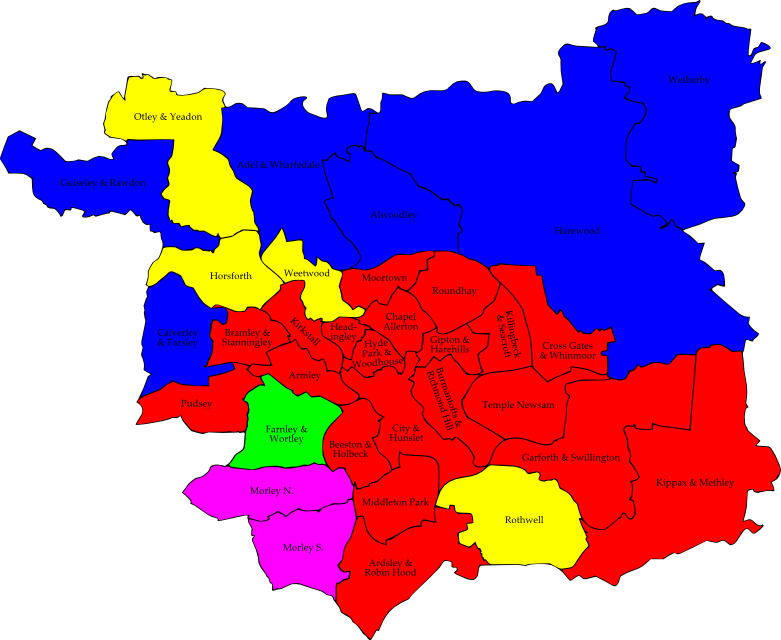 Wetherby
Otley & Yeadon
Adel & Wharfedale
Guiseley & Rawdon
Alwoodley
Harewood
Horsforth
Weetwood
Moortown
Roundhay
Calverley
& Farsley
Bramley &
Stanningley
Kirkstall
Head-
ingley
Chapel
Allerton
Hyde
Park &
Woodhouse
Gipton &
Harehills
Killingbeck
& Seacroft
Cross Gates
& Whinmoor
Armley
Pudsey
Farnley &
Wortley
Beeston &
Holbeck
City &
Hunslet
Burmantofts &
Richmond Hill
Temple Newsam
Garforth & Swillington
Kippax & Methley
Morley N.
Middleton Park
Rothwell
Morley S.
Ardsley &
Robin Hood